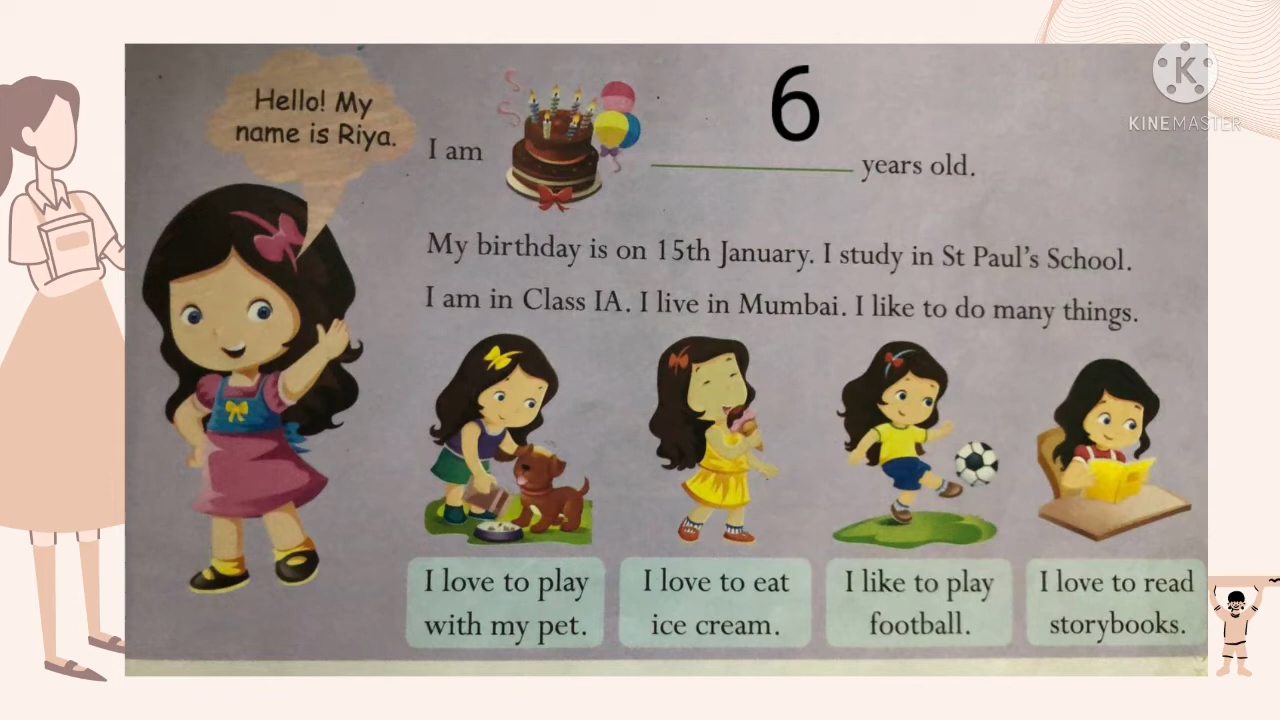 Hello! My
name is Riya.
I am 6 years old.
My birthday is on 15th January. I study in St Paul's School.
I am in Class IA. I live in Mumbai. I like to do many things.
I love to play
with my pet.
I love to eat
ice cream.
I like to play
football.
I love to read
storybooks.
K
KINEMASTER